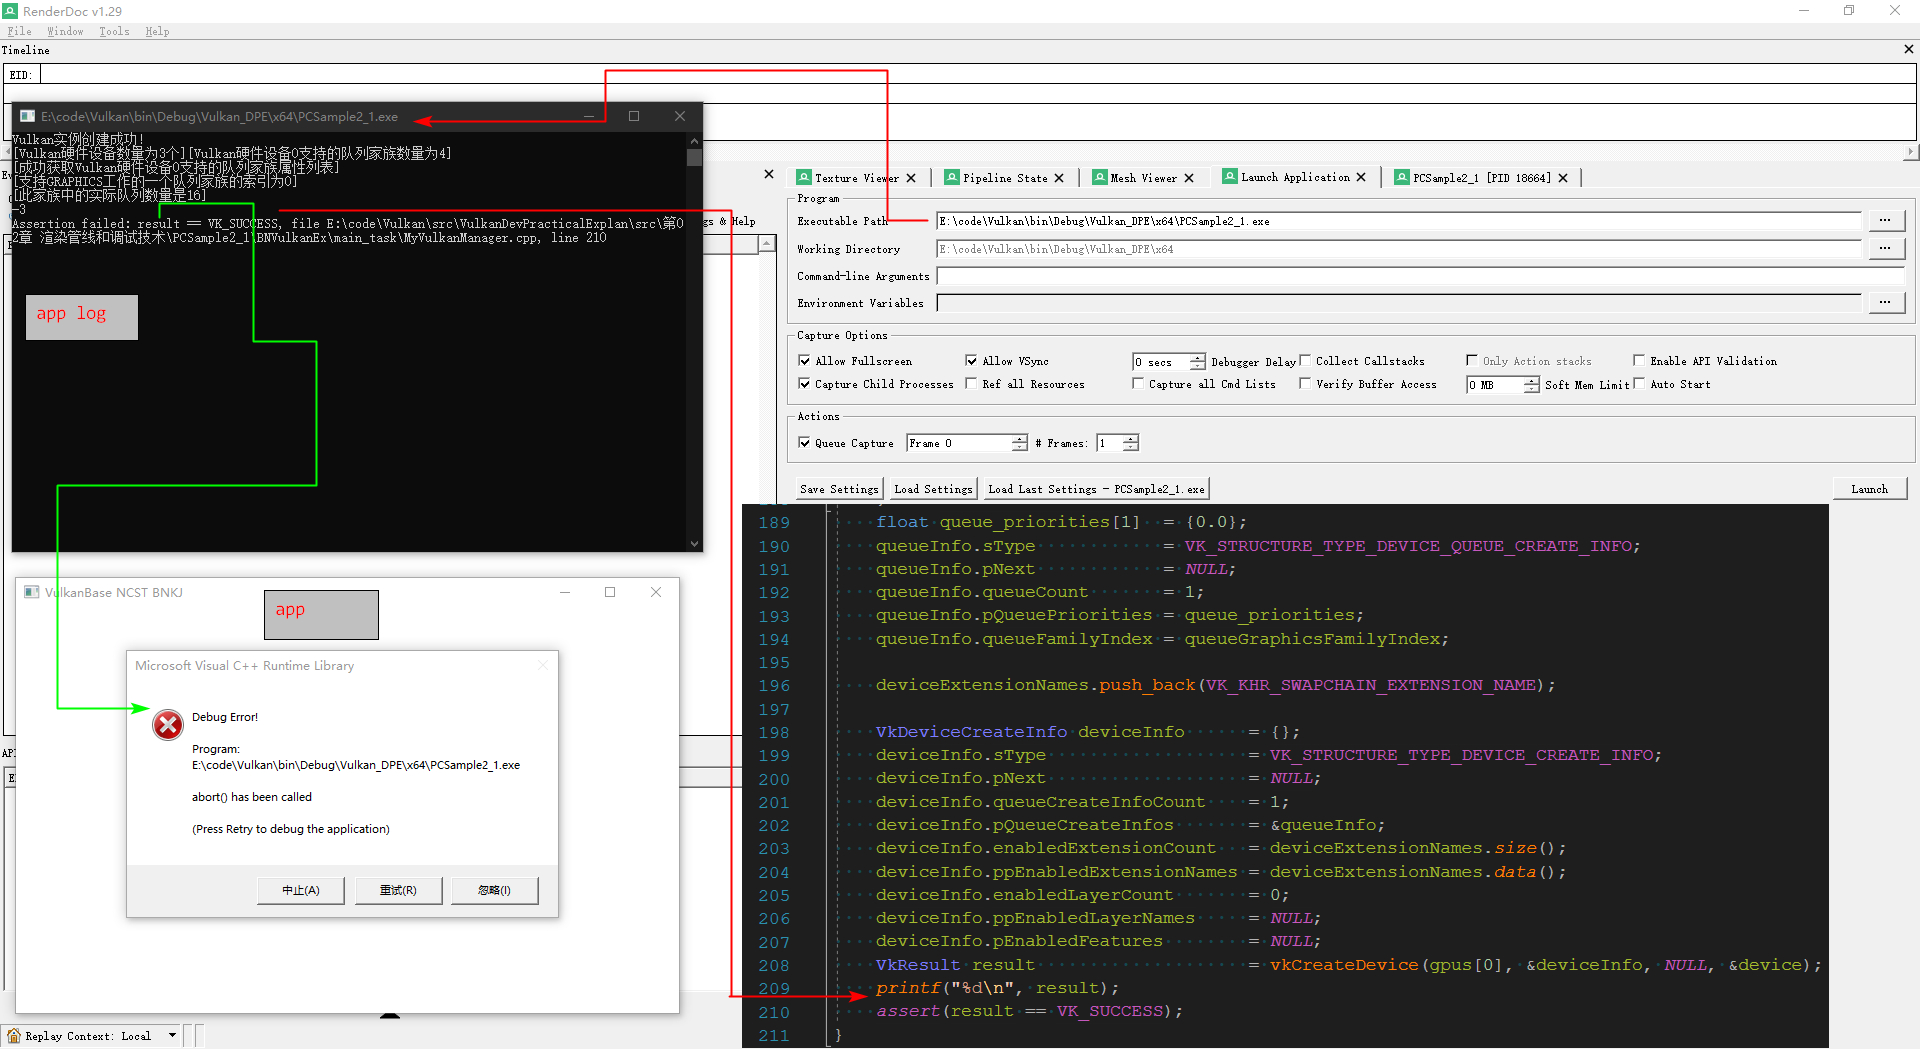 RenderDoc v1.29
File Window Tools Help
Timeline
EID:
E:\code\Vulkan\bin\Debug\Vulkan_DPE\x64\PCSample2_1.exe
Vulkan实例创建成功!
[Vulkan硬件设备数量为3个][Vulkan硬件设备0支持的队列家族数量为4]
[成功获取Vulkan硬件设备0支持的队列家族属性列表]
[支持GRAPHICS工作的一个队列家族的索引为0]
[此家族中的实际队列数量是16]
-3
Assertion failed: result == VK_SUCCESS, file E:\code\Vulkan\src\VulkanDevPracticalExplan\src\第0
2章 渲染管线和调试技术\PCSample2_1\BNVulkanEx\main_task\MyVulkanManager.cpp, line 210
app log
Texture Viewer Pipeline State Mesh Viewer Launch Application PCSample2_1 [PID 18664]
Program
Executable Path E:\code\Vulkan\bin\Debug\Vulkan_DPE\x64\PCSample2_1.exe ...
Working Directory E:\code\Vulkan\bin\Debug\Vulkan_DPE\x64 ...
Command-line Arguments
Environment Variables ...
& Help
Capture Options
Allow Fullscreen Allow VSync 0 secs Debugger Delay Collect Callstacks Only Action stacks Enable API Validation
Capture Child Processes Ref all Resources Capture all Cmd Lists Verify Buffer Access 0 MB Soft Mem Limit Auto Start
Actions
Queue Capture Frame 0 # Frames: 1
Save Settings Load Settings Load Last Settings - PCSample2_1.exe Launch
189 float queue_priorities[1] = {0.0};
190 queueInfo.sType = VK_STRUCTURE_TYPE_DEVICE_QUEUE_CREATE_INFO;
191 queueInfo.pNext = NULL;
192 queueInfo.queueCount = 1;
193 queueInfo.pQueuePriorities = queue_priorities;
194 queueInfo.queueFamilyIndex = queueGraphicsFamilyIndex;
195
196 deviceExtensionNames.push_back(VK_KHR_SWAPCHAIN_EXTENSION_NAME);
197
198 VkDeviceCreateInfo deviceInfo = {};
199 deviceInfo.sType = VK_STRUCTURE_TYPE_DEVICE_CREATE_INFO;
200 deviceInfo.pNext = NULL;
201 deviceInfo.queueCreateInfoCount = 1;
202 deviceInfo.pQueueCreateInfos = &queueInfo;
203 deviceInfo.enabledExtensionCount = deviceExtensionNames.size();
204 deviceInfo.ppEnabledExtensionNames = deviceExtensionNames.data();
205 deviceInfo.enabledLayerCount = 0;
206 deviceInfo.ppEnabledLayerNames = NULL;
207 deviceInfo.pEnabledFeatures = NULL;
208 VkResult result = vkCreateDevice(gpus[0], &deviceInfo, NULL, &device);
209 printf("%d\n", result);
210 assert(result == VK_SUCCESS);
211 }
VulkanBase NCST BNKJ
app
Microsoft Visual C++ Runtime Library
Debug Error!
Program:
E:\code\Vulkan\bin\Debug\Vulkan_DPE\x64\PCSample2_1.exe
abort() has been called
(Press Retry to debug the application)
中止(A) 重试(R) 忽略(I)
Replay Context: Local